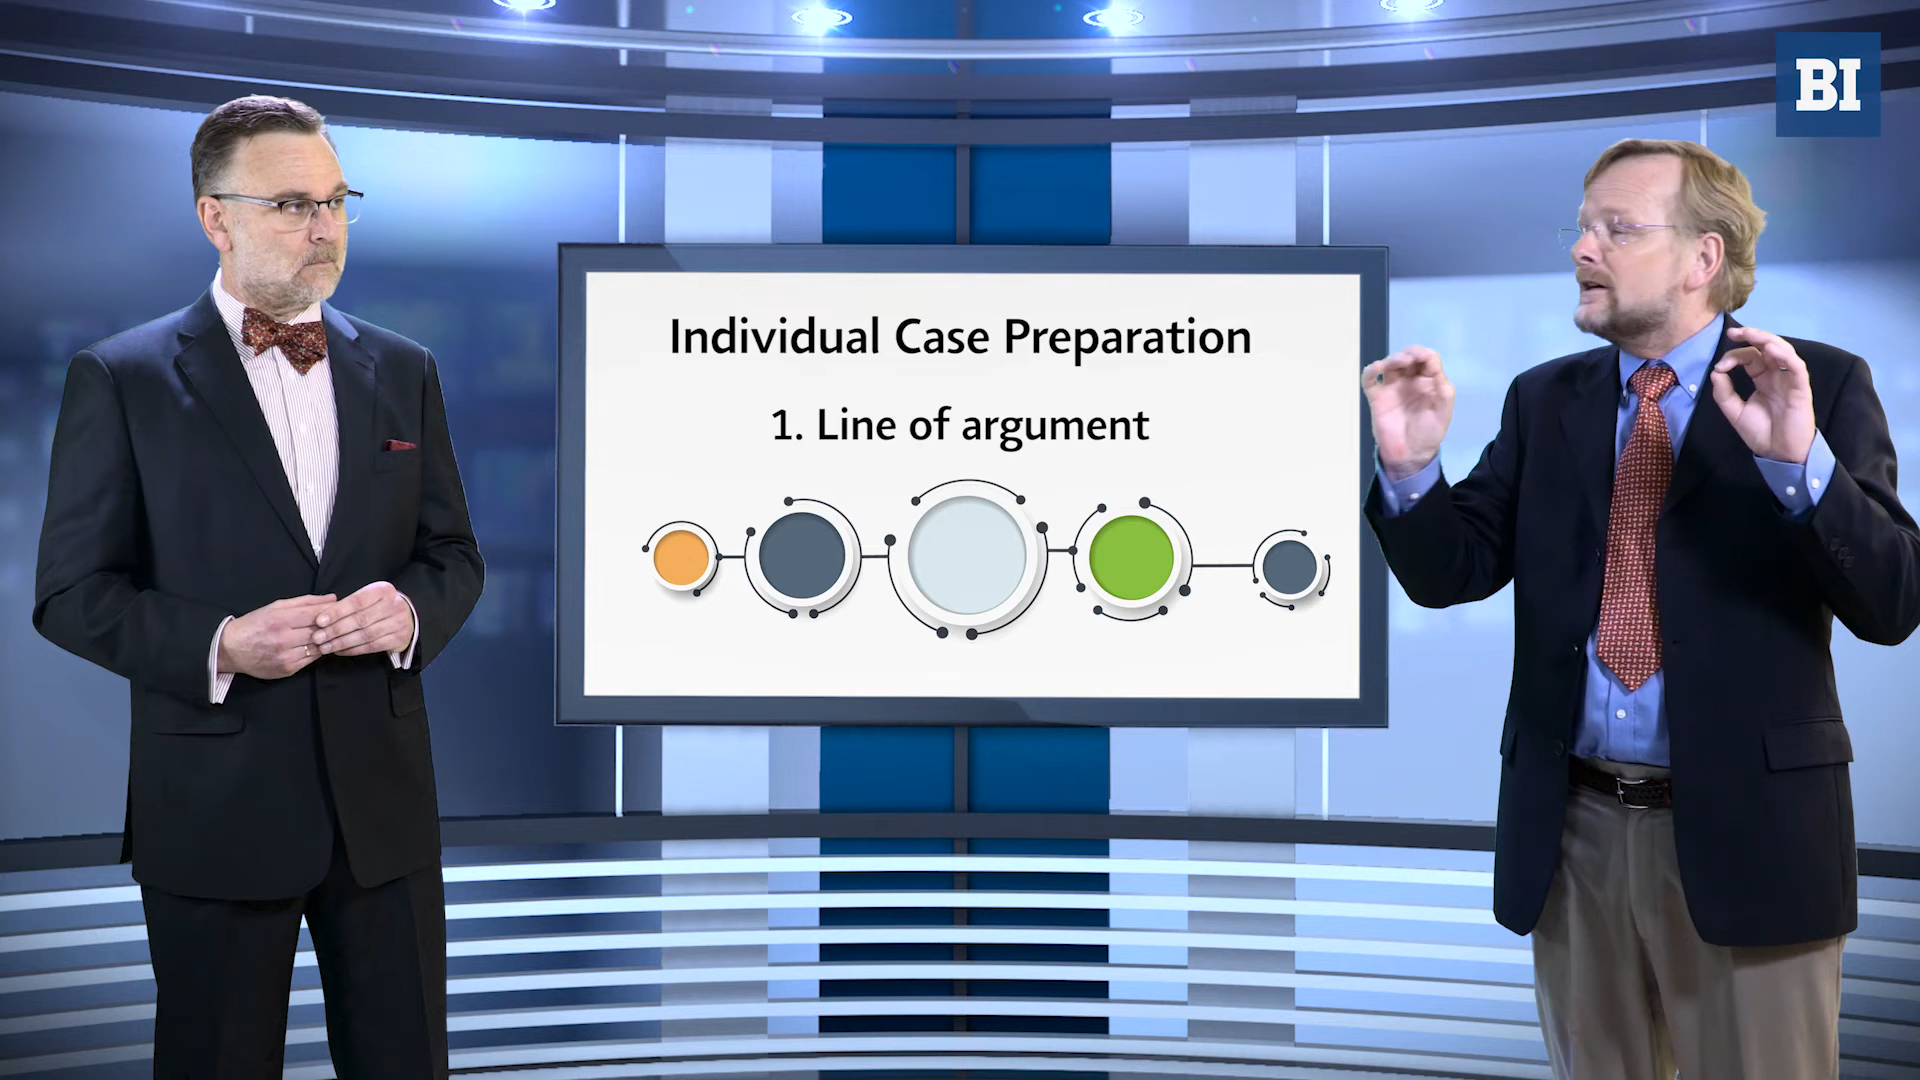 BI
Individual Case Preparation
1. Line of argument